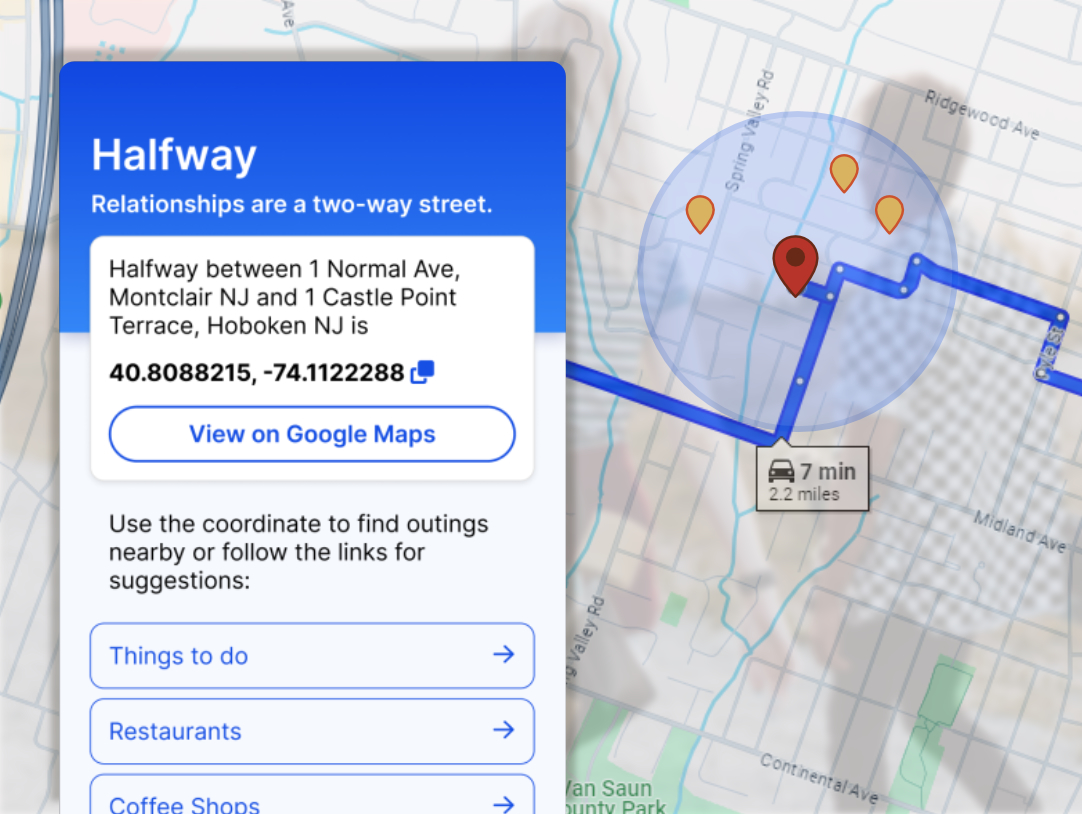 Ave
Halfway
Relationships are a two-way street.
Halfway between 1 Normal Ave,
Montclair NJ and 1 Castle Point
Terrace, Hoboken NJ is
40.8088215, -74.1122288
View on Google Maps
Use the coordinate to find outings
nearby or follow the links for
suggestions:
Things to do
Restaurants
Coffee Shops
Spring Valley Rd
Ridgewood Ave
7 min
2.2 miles
Midland Ave
Valley Rd
Continental Ave
Van Saun
ounty Park